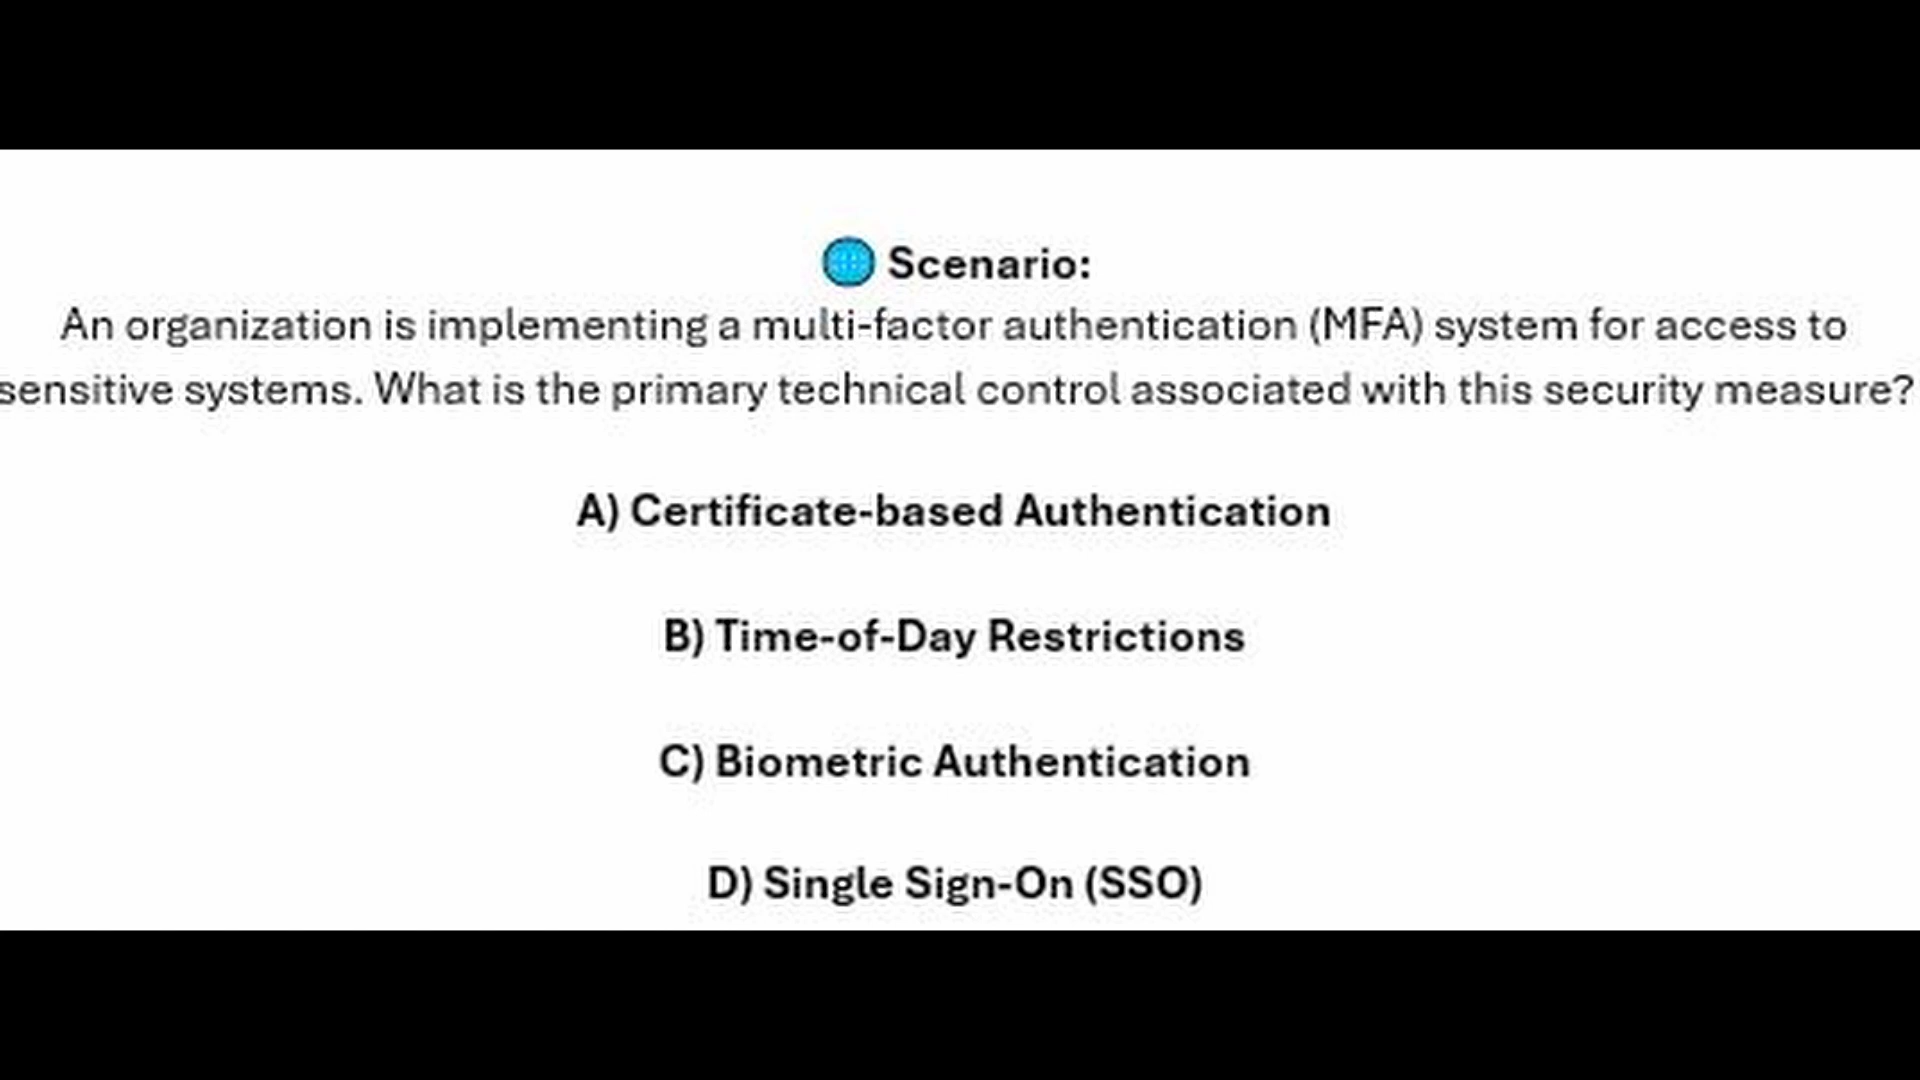 Scenario:
An organization is implementing a multi-factor authentication (MFA) system for access to
sensitive systems. What is the primary technical control associated with this security measure?
A) Certificate-based Authentication
B) Time-of-Day Restrictions
C) Biometric Authentication
D) Single Sign-On (SSO)